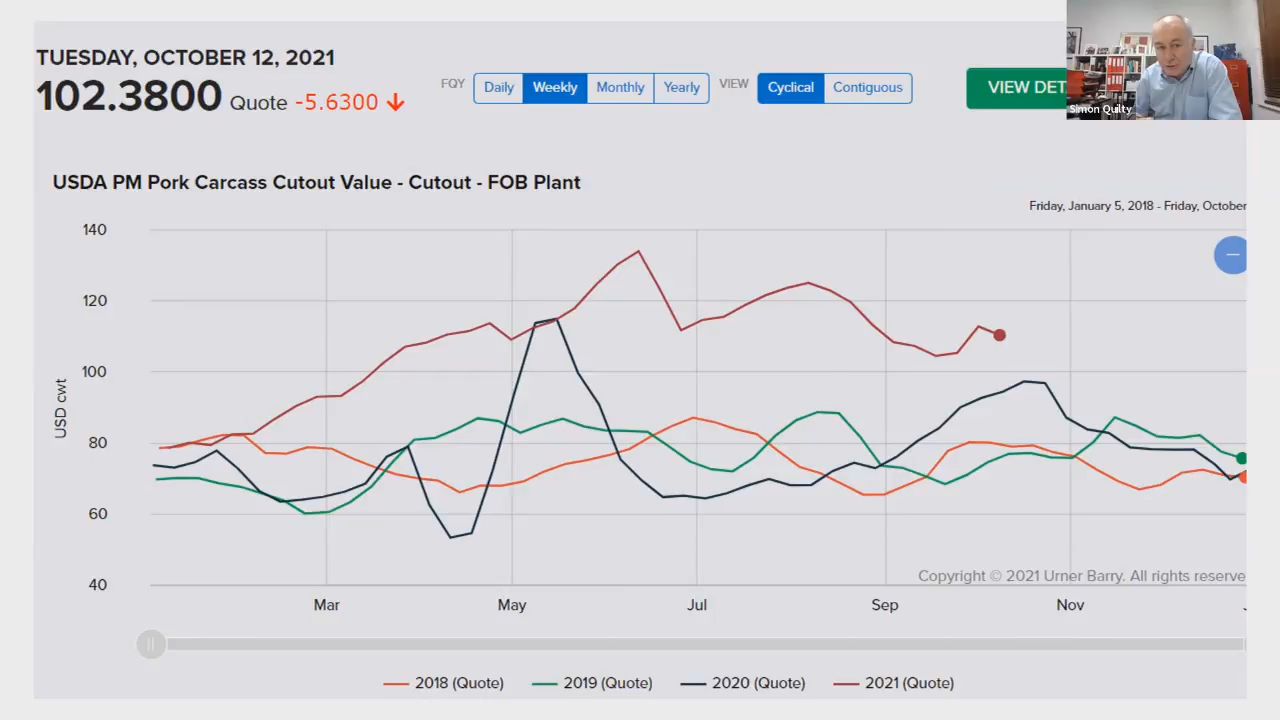 TUESDAY, OCTOBER 12, 2021
102.3800 Quote -5.6300
FQY Daily Weekly Monthly Yearly VIEW Cyclical Contiguous
VIEW DET
Simon Quilty
USDA PM Pork Carcass Cutout Value - Cutout - FOB Plant
Friday, January 5, 2018 - Friday, October
140
120
100
80
60
40
USD cwt
Copyright © 2021 Urner Barry. All rights reserve
Mar May Jul Sep Nov
2018 (Quote) 2019 (Quote) 2020 (Quote) 2021 (Quote)